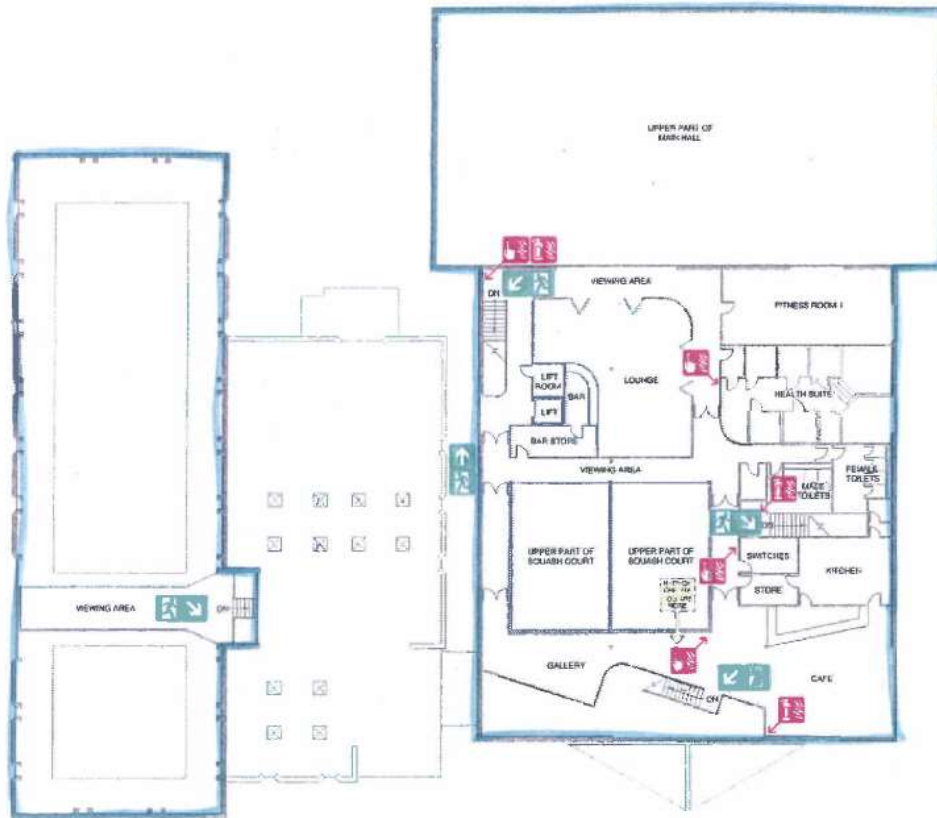 UPPER PART OF
MAIN HALL
DN
VIEWING AREA
FITNESS ROOM 1
LIFT
ROOM
LOUNGE
BAR
HEALTH SUITE
LIFT
BAR STORE
VIEWING AREA
FEMALE
TOILETS
MALE
TOILETS
DN
UPPER PART OF
SQUASH COURT
UPPER PART OF
SQUASH COURT
SWITCHES
KITCHEN
STORE
VIEWING AREA
DN
GALLERY
CAFE
DN